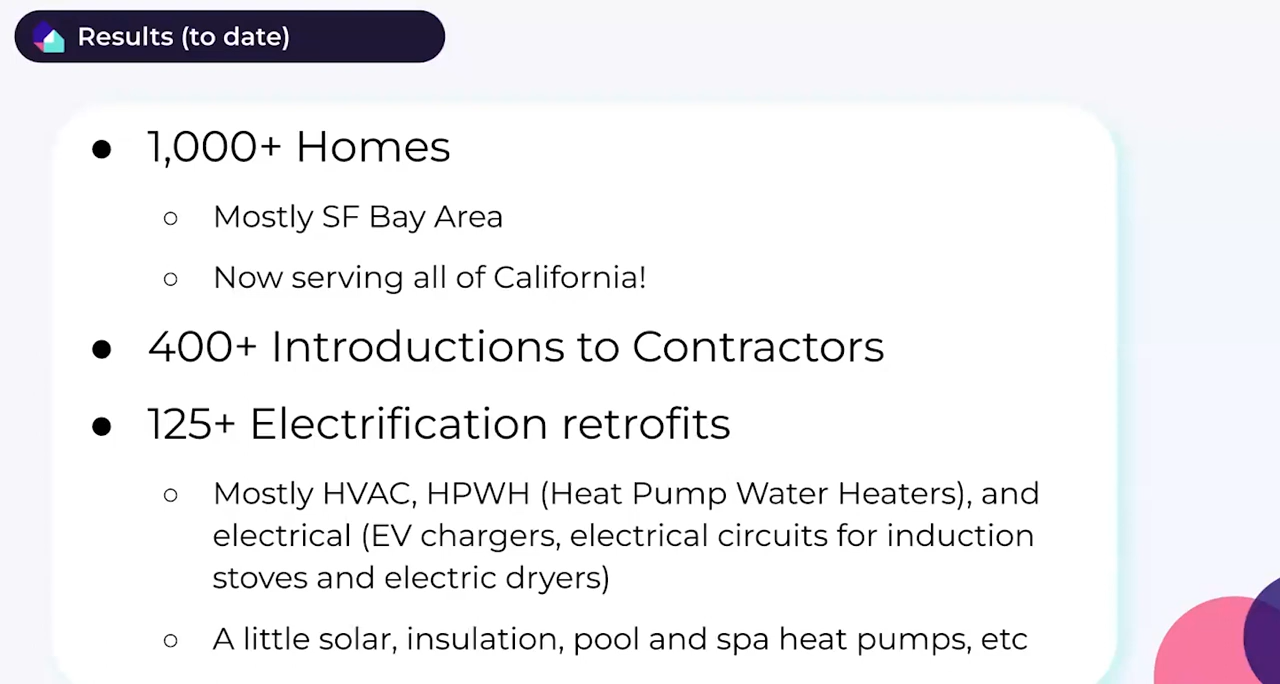 Results (to date)
● 1,000+ Homes
○ Mostly SF Bay Area
○ Now serving all of California!
● 400+ Introductions to Contractors
● 125+ Electrification retrofits
○ Mostly HVAC, HPWH (Heat Pump Water Heaters), and
electrical (EV chargers, electrical circuits for induction
stoves and electric dryers)
○ A little solar, insulation, pool and spa heat pumps, etc